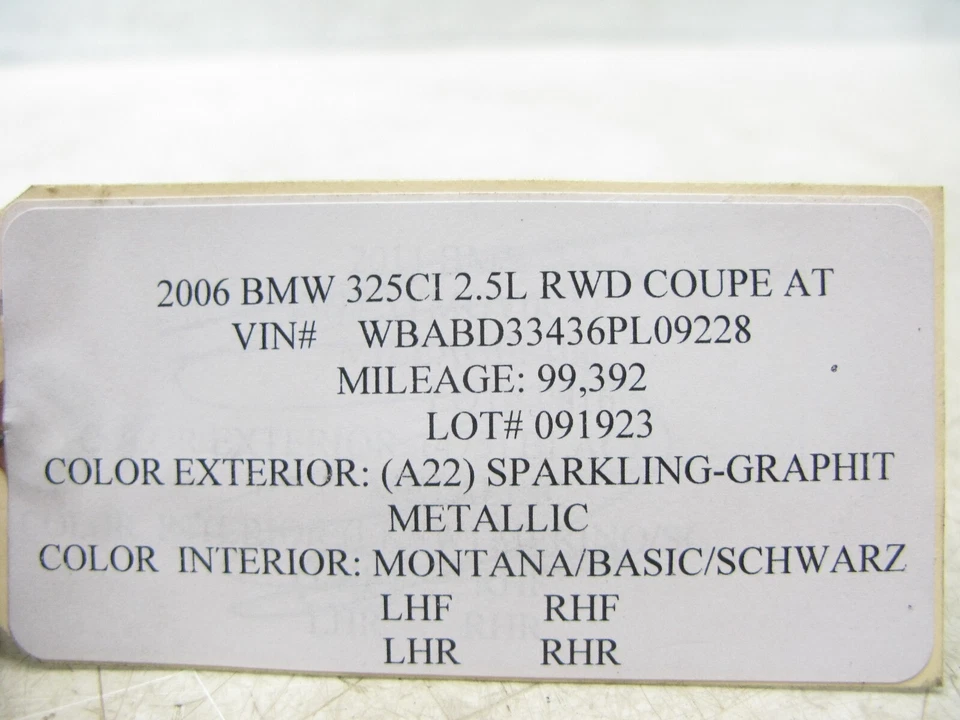 2006 BMW 325CI 2.5L RWD COUPE AT
VIN# WBABD33436PL09228
MILEAGE: 99,392
LOT# 091923
COLOR EXTERIOR: (A22) SPARKLING-GRAPHIT
METALLIC
COLOR INTERIOR: MONTANA/BASIC/SCHWARZ
LHF RHF
LHR RHR